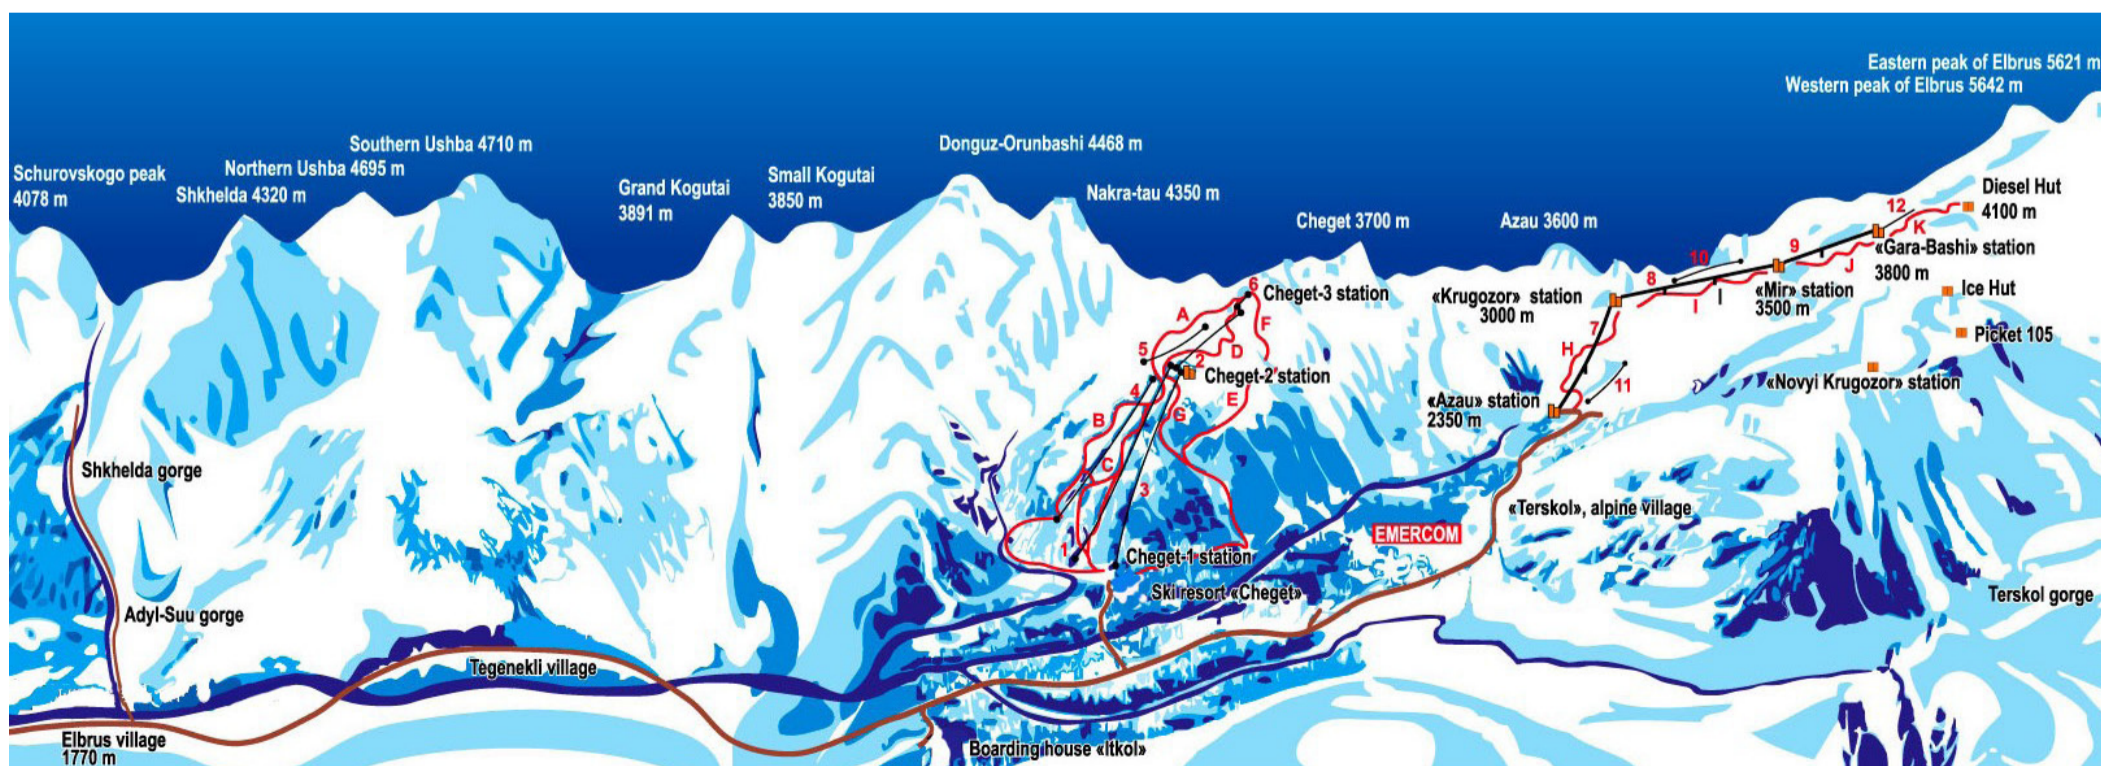 Eastern peak of Elbrus 5621 m
Western peak of Elbrus 5642 m
Southern Ushba 4710 m
Northern Ushba 4695 m
Schurovskogo peak
4078 m
Shkhelda 4320 m
Grand Kogutai
3891 m
Small Kogutai
3850 m
Donguz-Orunbashi 4468 m
Nakra-tau 4350 m
Cheget 3700 m
Azau 3600 m
Diesel Hut
4100 m
12
K
«Gara-Bashi» station
3800 m
9
J
10
8
I
I
«Mir» station
3500 m
Ice Hut
Picket 105
«Novyi Krugozor» station
«Krugozor» station
3000 m
7
H
11
«Azau» station
2350 m
6
Cheget-3 station
A
F
5
D
2
Cheget-2 station
4
B
G
E
C
3
1
Cheget-1 station
Ski resort «Cheget»
EMERCOM
«Terskol», alpine village
Terskol gorge
Shkhelda gorge
Adyl-Suu gorge
Tegenekli village
Elbrus village
1770 m
Boarding house «Itkol»